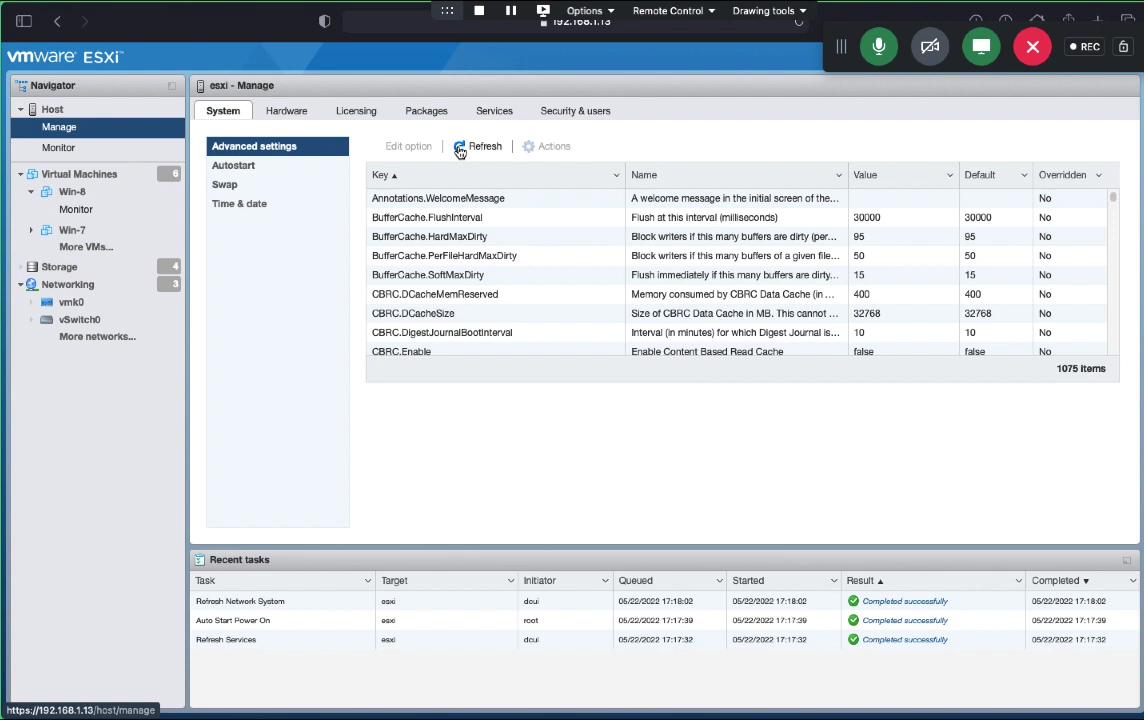 Options Remote Control Drawing tools
192.168.1.13
REC
vmware ESXi™
Navigator
Host
Manage
Monitor
Virtual Machines 6
Win-8
Monitor
Win-7
More VMs...
Storage 4
Networking 3
vmk0
vSwitch0
More networks...
esxi - Manage
System Hardware Licensing Packages Services Security & users
Advanced settings
Autostart
Swap
Time & date
Edit option Refresh Actions
Key Name Value Default Overridden
Annotations.WelcomeMessage A welcome message in the initial screen of the... No
BufferCache.FlushInterval Flush at this interval (milliseconds) 30000 30000 No
BufferCache.HardMaxDirty Block writers if this many buffers are dirty (per... 95 95 No
BufferCache.PerFileHardMaxDirty Block writers if this many buffers of a given file... 50 50 No
BufferCache.SoftMaxDirty Flush immediately if this many buffers are dirty... 15 15 No
CBRC.DCacheMemReserved Memory consumed by CBRC Data Cache (in ... 400 400 No
CBRC.DCacheSize Size of CBRC Data Cache in MB. This cannot ... 32768 32768 No
CBRC.DigestJournalBootInterval Interval (in minutes) for which Digest Journal is... 10 10 No
CBRC.Enable Enable Content Based Read Cache false false No
1075 items
Recent tasks
Task Target Initiator Queued Started Result Completed
Refresh Network System esxi dcui 05/22/2022 17:18:02 05/22/2022 17:18:02 Completed successfully 05/22/2022 17:18:02
Auto Start Power On esxi root 05/22/2022 17:17:39 05/22/2022 17:17:39 Completed successfully 05/22/2022 17:17:39
Refresh Services esxi dcui 05/22/2022 17:17:32 05/22/2022 17:17:32 Completed successfully 05/22/2022 17:17:32
https://192.168.1.13/host/manage